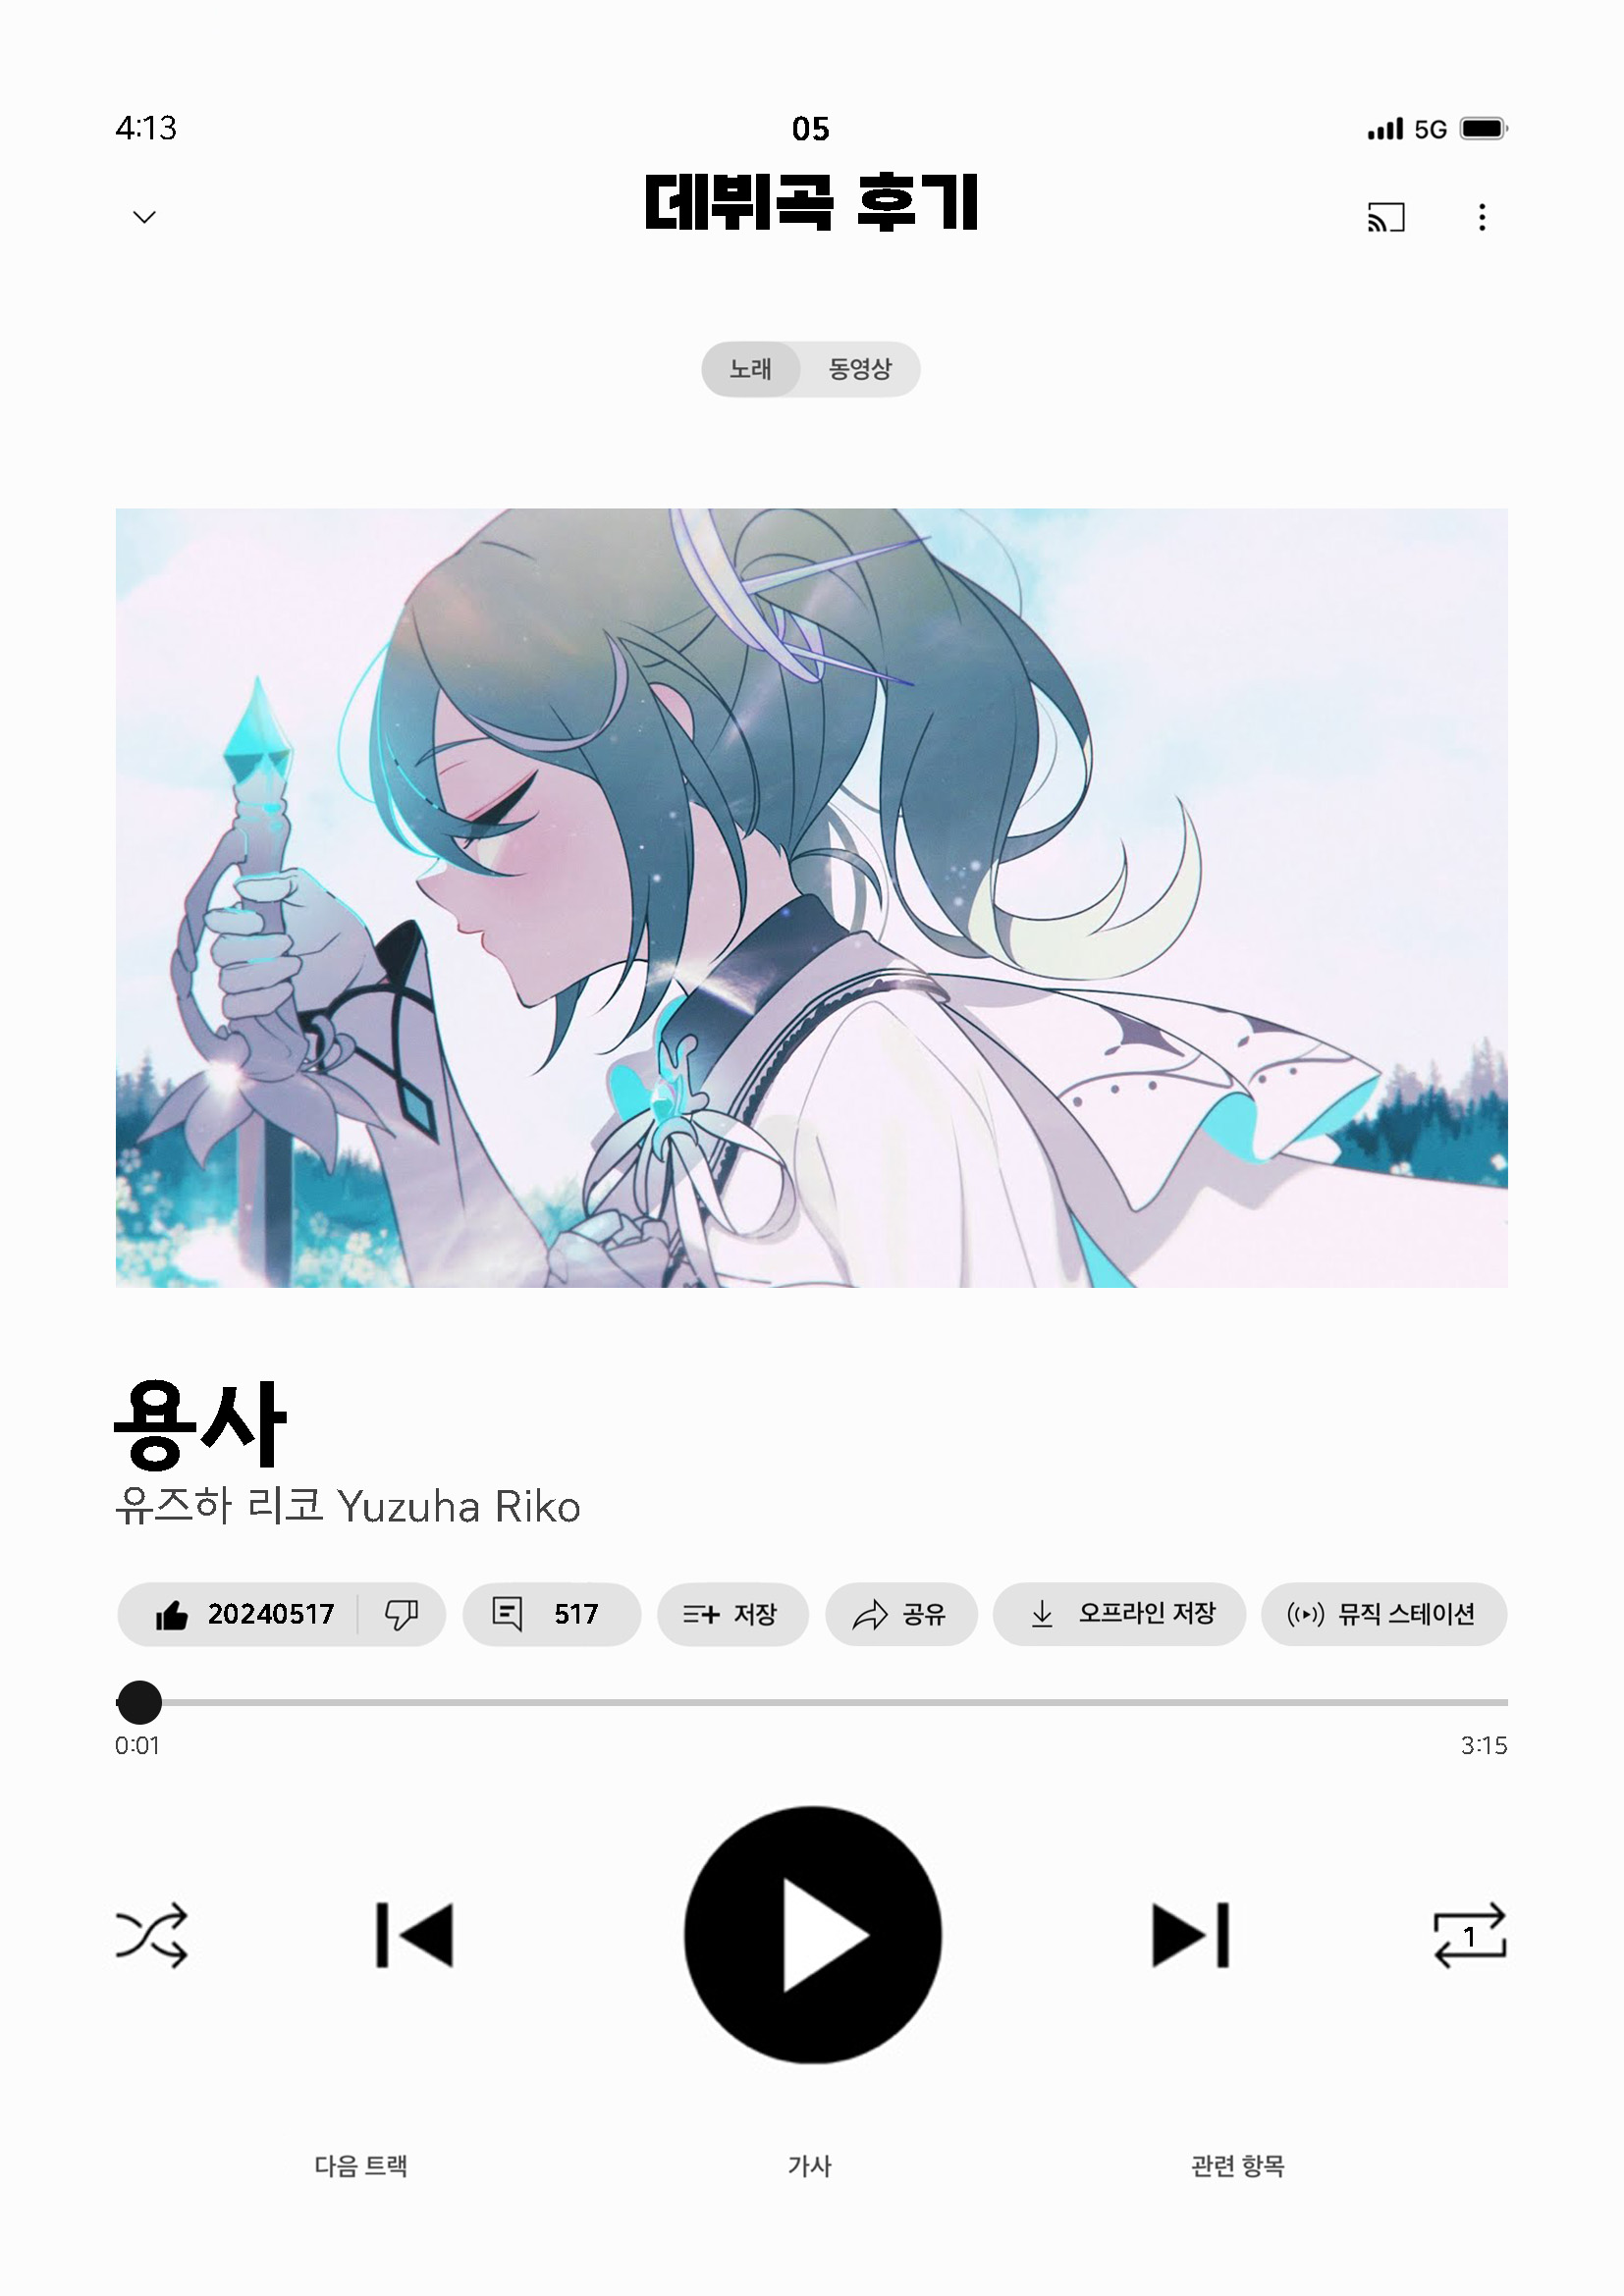 4:13 05 5G
데뷔곡 후기
노래 동영상
용사
유즈하 리코 Yuzuha Riko
20240517 517 저장 공유 오프라인 저장 뮤직 스테이션
0:01 3:15
1
다음 트랙 가사 관련 항목